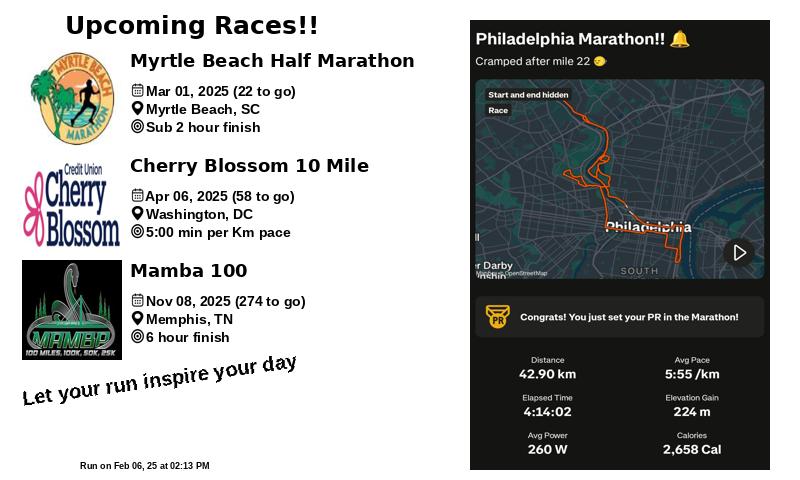 Upcoming Races!!
MYRTLE BEACH
MARATHON
Myrtle Beach Half Marathon
Mar 01, 2025 (22 to go)
Myrtle Beach, SC
Sub 2 hour finish
Credit Union
Cherry
Blossom
Cherry Blossom 10 Mile
Apr 06, 2025 (58 to go)
Washington, DC
5:00 min per Km pace
MAMBA
100 MILES, 100K, 50K, 25K
Mamba 100
Nov 08, 2025 (274 to go)
Memphis, TN
6 hour finish
Let your run inspire your day
Run on Feb 06, 25 at 02:13 PM
Philadelphia Marathon!!
Cramped after mile 22
Start and end hidden
Race
Philadelphia
ll
r Darby
nship
OpenStreetMap
SOUTH
PR
Congrats! You just set your PR in the Marathon!
Distance
42.90 km
Avg Pace
5:55 /km
Elapsed Time
4:14:02
Elevation Gain
224 m
Avg Power
260 W
Calories
2,658 Cal